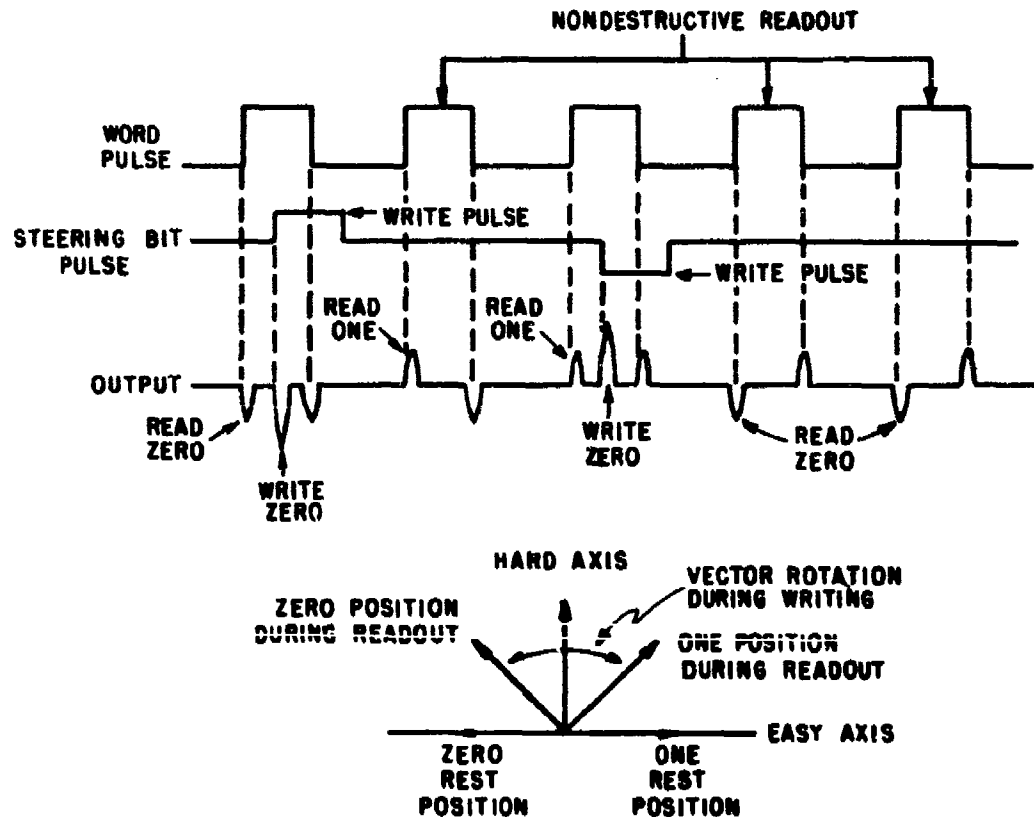 NONDESTRUCTIVE READOUT
WORD
PULSE
WRITE PULSE
STEERING BIT
PULSE
WRITE PULSE
READ
ONE
READ
ONE
OUTPUT
READ
ZERO
WRITE
ZERO
WRITE
ZERO
READ
ZERO
HARD AXIS
VECTOR ROTATION
DURING WRITING
ZERO POSITION
DURING READOUT
ONE POSITION
DURING READOUT
EASY AXIS
ZERO
REST
POSITION
ONE
REST
POSITION